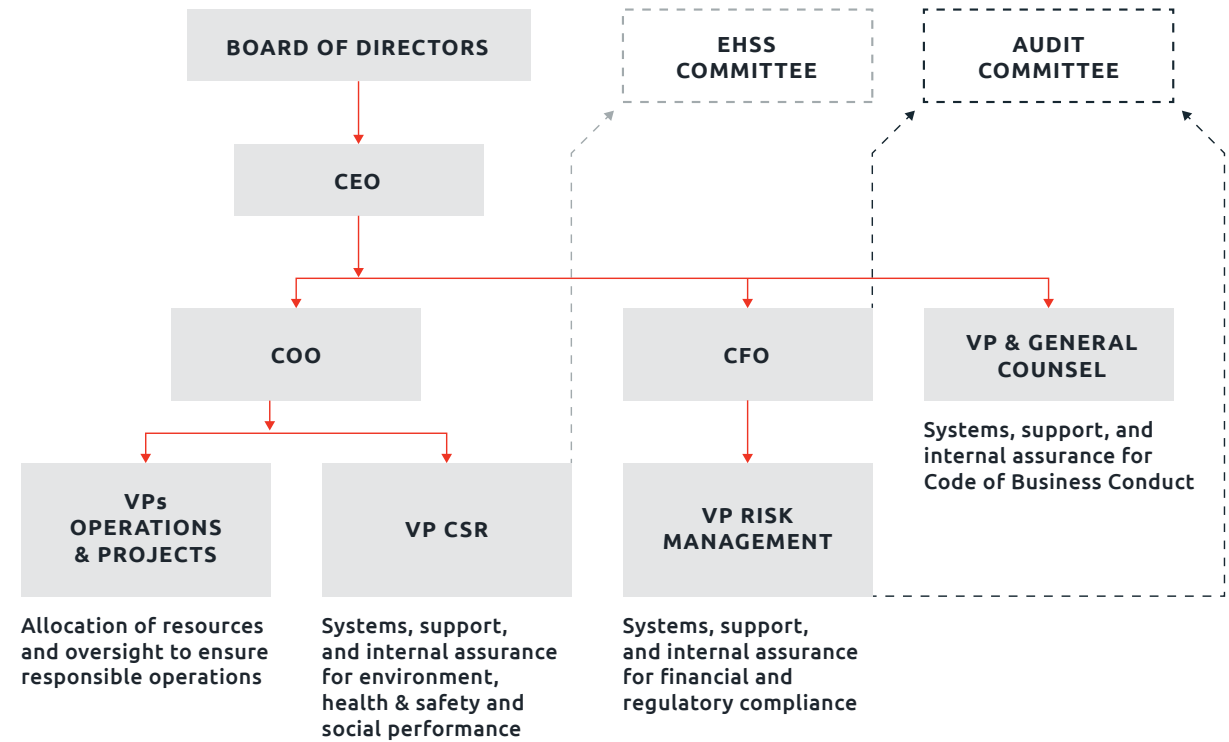 BOARD OF DIRECTORS
EHSS
COMMITTEE
AUDIT
COMMITTEE
CEO
COO
CFO
VP & GENERAL
COUNSEL
Systems, support, and
internal assurance for
Code of Business Conduct
VPs
OPERATIONS
& PROJECTS
VP CSR
VP RISK
MANAGEMENT
Allocation of resources
and oversight to ensure
responsible operations
Systems, support,
and internal assurance
for environment,
health & safety and
social performance
Systems, support,
and internal assurance
for financial and
regulatory compliance